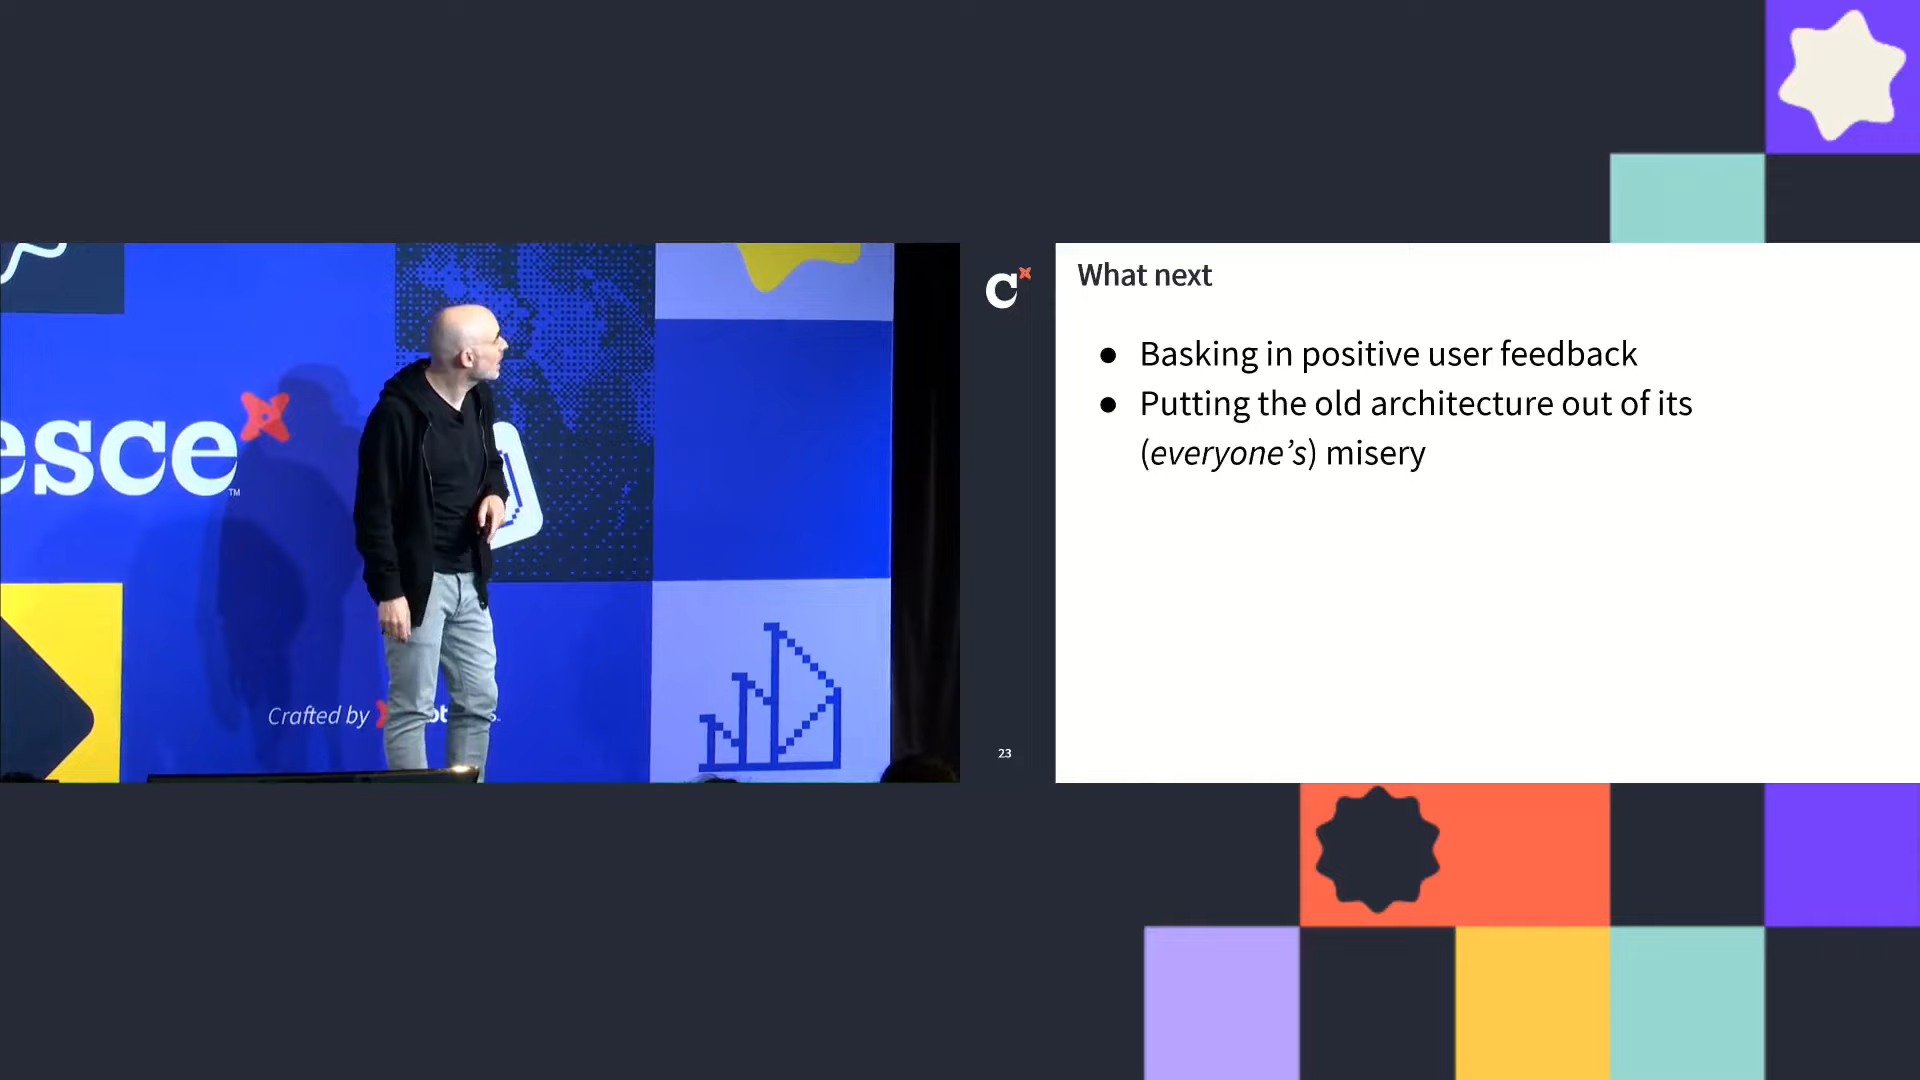 esce
TM
Crafted by
C
What next
● Basking in positive user feedback
● Putting the old architecture out of its
(everyone’s) misery
23